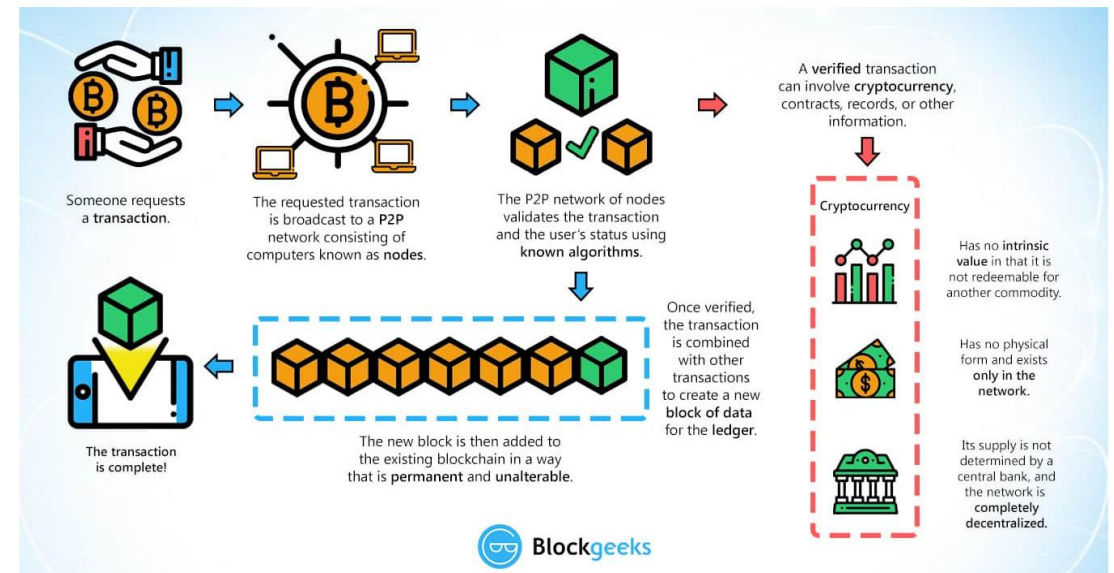 Someone requests
a transaction.
The requested transaction
is broadcast to a P2P
network consisting of
computers known as nodes.
The P2P network of nodes
validates the transaction
and the user's status using
known algorithms.
A verified transaction
can involve cryptocurrency,
contracts, records, or other
information.
Cryptocurrency
Has no intrinsic
value in that it is
not redeemable for
another commodity.
Has no physical
form and exists
only in the
network.
Its supply is not
determined by a
central bank, and
the network is
completely
decentralized.
Once verified,
the transaction
is combined
with other
transactions
to create a new
block of data
for the ledger.
The new block is then added to
the existing blockchain in a way
that is permanent and unalterable.
The transaction
is complete!
Blockgeeks